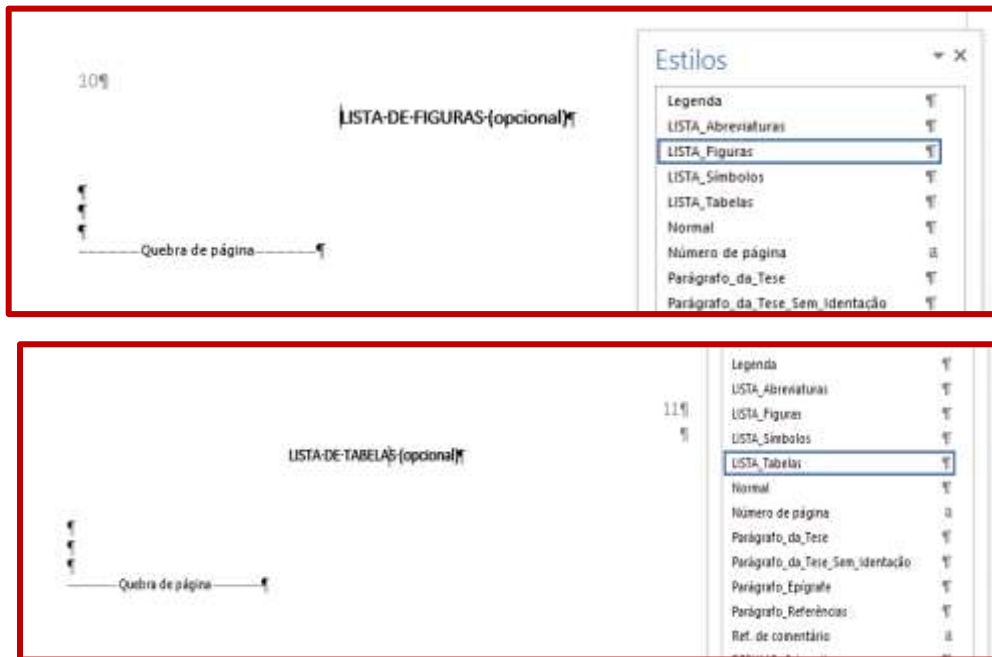 10¶
LISTA·DE·FIGURAS·(opcional)¶
¶
¶
¶
Quebra de página¶
Estilos
Legenda ¶
LISTA_Abreviaturas ¶
LISTA_Figuras ¶
LISTA_Símbolos ¶
LISTA_Tabelas ¶
Normal ¶
Número de página a
Parágrafo_da_Tese ¶
Parágrafo_da_Tese_Sem_Identação ¶
11¶
¶
LISTA·DE·TABELAS·(opcional)¶
¶
¶
¶
Quebra de página¶
Legenda ¶
LISTA_Abreviaturas ¶
LISTA_Figuras ¶
LISTA_Símbolos ¶
LISTA_Tabelas ¶
Normal ¶
Número de página a
Parágrafo_da_Tese ¶
Parágrafo_da_Tese_Sem_Identação ¶
Parágrafo_Epígrafe ¶
Parágrafo_Referências ¶
Ref. de comentário a